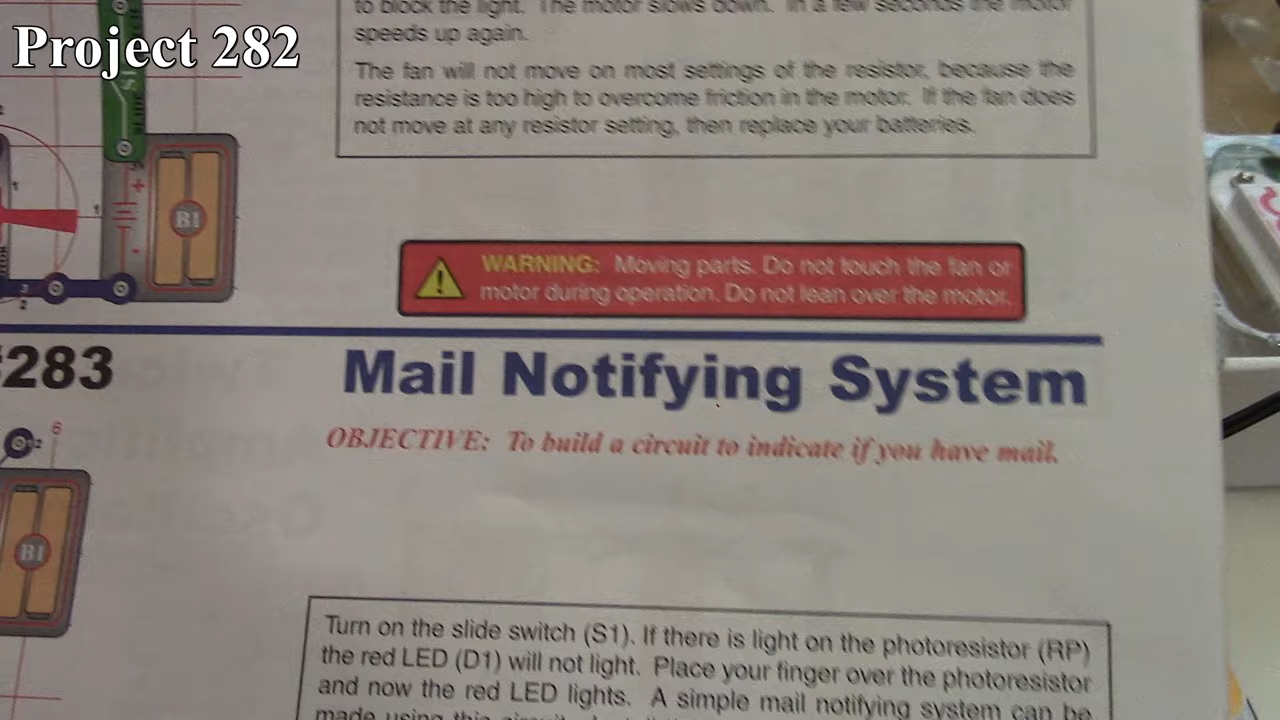 Project 282
to block the light. The motor slows down. In a few seconds the motor
speeds up again.
The fan will not move on most settings of the resistor, because the
resistance is too high to overcome friction in the motor. If the fan does
not move at any resistor setting, then replace your batteries.
B1
WARNING: Moving parts. Do not touch the fan or
motor during operation. Do not lean over the motor.
#283
Mail Notifying System
OBJECTIVE: To build a circuit to indicate if you have mail.
B1
Turn on the slide switch (S1). If there is light on the photoresistor (RP)
the red LED (D1) will not light. Place your finger over the photoresistor
and now the red LED lights. A simple mail notifying system can be
made using this circuit.